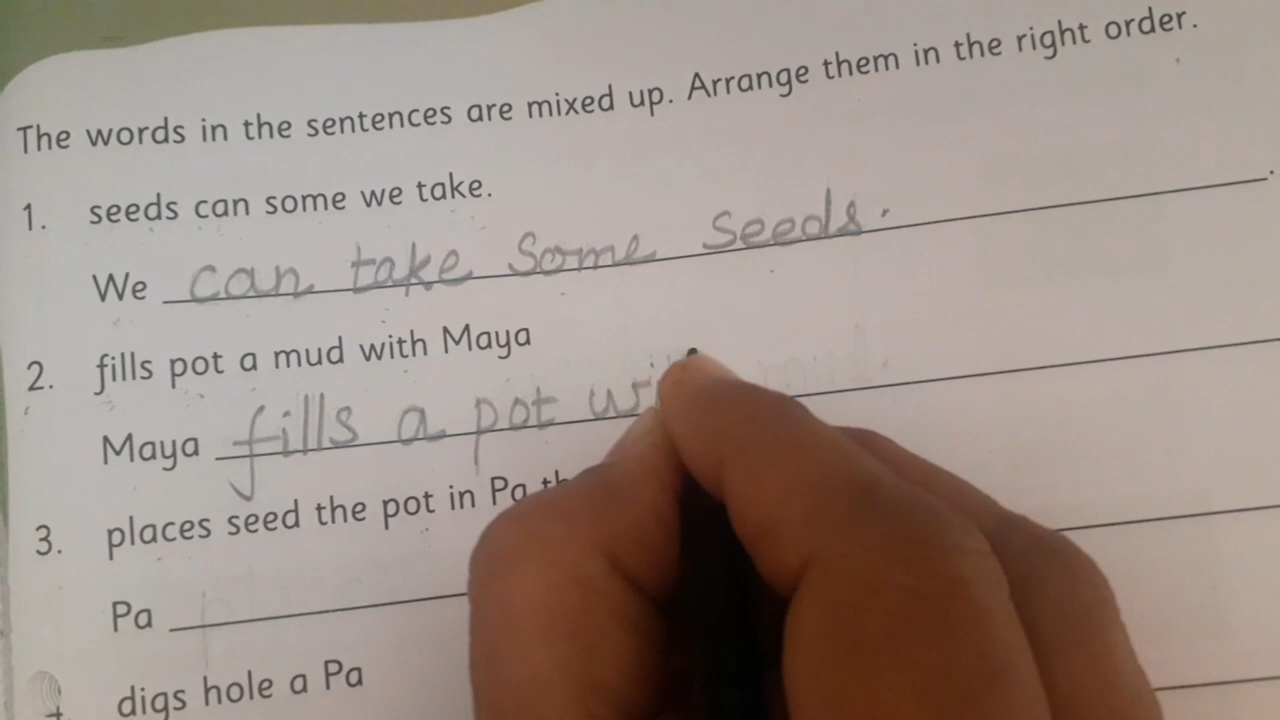 The words in the sentences are mixed up. Arrange them in the right order.
1. seeds can some we take.
We can take some seeds.
2. fills pot a mud with Maya
Maya fills a pot
3. places seed the pot in Pa
Pa
digs hole a Pa